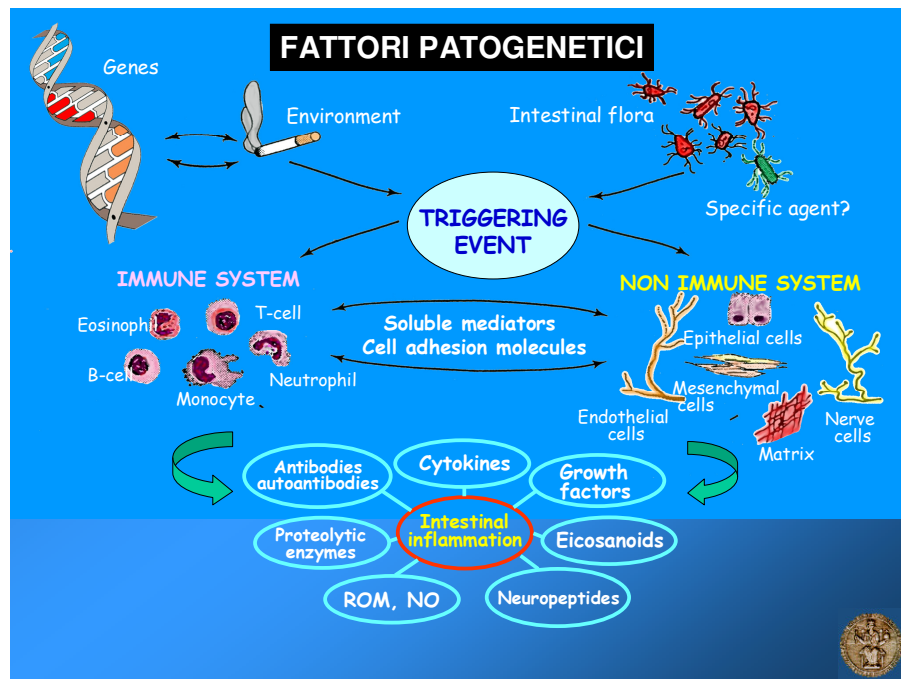 FATTORI PATOGENETICI
Genes
Environment
Intestinal flora
Specific agent?
TRIGGERING
EVENT
IMMUNE SYSTEM
NON IMMUNE SYSTEM
Eosinophil
T-cell
B-cell
Monocyte
Neutrophil
Soluble mediators
Cell adhesion molecules
Epithelial cells
Mesenchymal
cells
Endothelial
cells
Matrix
Nerve
cells
Antibodies
autoantibodies
Cytokines
Growth
factors
Proteolytic
enzymes
Intestinal
inflammation
Eicosanoids
ROM, NO
Neuropeptides